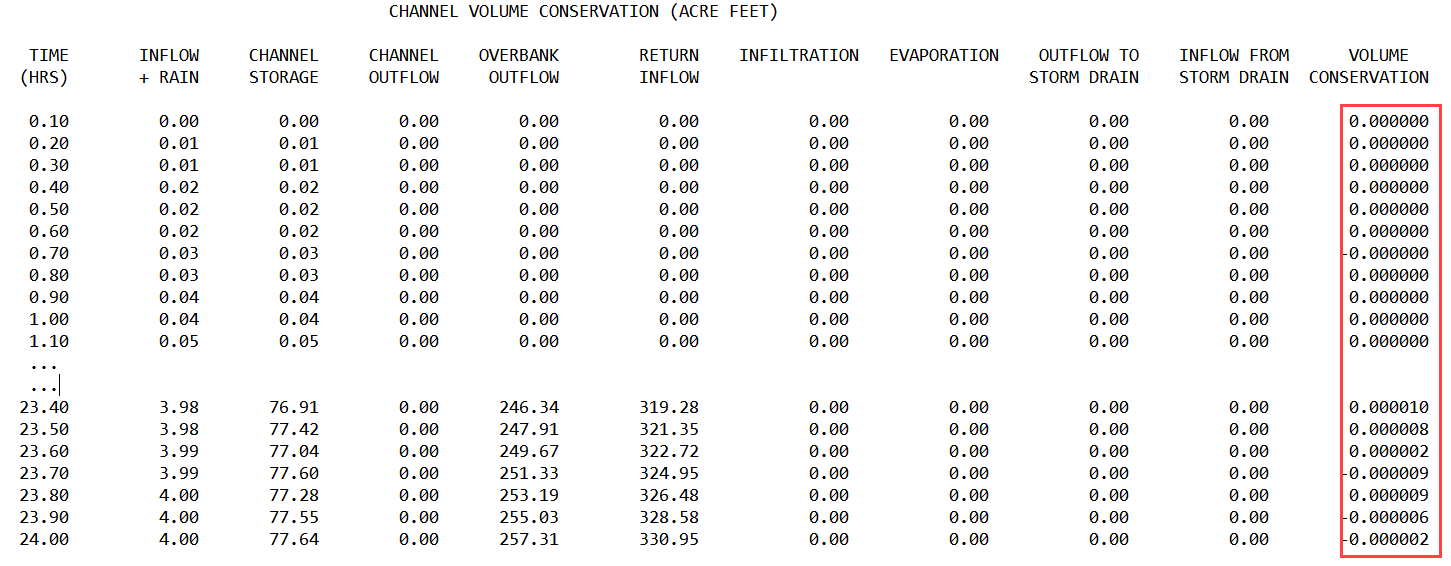 CHANNEL VOLUME CONSERVATION (ACRE FEET)
TIME INFLOW CHANNEL CHANNEL OVERBANK RETURN INFILTRATION EVAPORATION OUTFLOW TO INFLOW FROM VOLUME
(HRS) + RAIN STORAGE OUTFLOW OUTFLOW INFLOW STORM DRAIN STORM DRAIN CONSERVATION
0.10 0.00 0.00 0.00 0.00 0.00 0.00 0.00 0.00 0.00 0.000000
0.20 0.01 0.01 0.00 0.00 0.00 0.00 0.00 0.00 0.00 0.000000
0.30 0.01 0.01 0.00 0.00 0.00 0.00 0.00 0.00 0.00 0.000000
0.40 0.02 0.02 0.00 0.00 0.00 0.00 0.00 0.00 0.00 0.000000
0.50 0.02 0.02 0.00 0.00 0.00 0.00 0.00 0.00 0.00 0.000000
0.60 0.02 0.02 0.00 0.00 0.00 0.00 0.00 0.00 0.00 0.000000
0.70 0.03 0.03 0.00 0.00 0.00 0.00 0.00 0.00 0.00 -0.000000
0.80 0.03 0.03 0.00 0.00 0.00 0.00 0.00 0.00 0.00 0.000000
0.90 0.04 0.04 0.00 0.00 0.00 0.00 0.00 0.00 0.00 0.000000
1.00 0.04 0.04 0.00 0.00 0.00 0.00 0.00 0.00 0.00 0.000000
1.10 0.05 0.05 0.00 0.00 0.00 0.00 0.00 0.00 0.00 0.000000
...
...
23.40 3.98 76.91 0.00 246.34 319.28 0.00 0.00 0.00 0.00 0.000010
23.50 3.98 77.42 0.00 247.91 321.35 0.00 0.00 0.00 0.00 0.000008
23.60 3.99 77.04 0.00 249.67 322.72 0.00 0.00 0.00 0.00 0.000002
23.70 3.99 77.60 0.00 251.33 324.95 0.00 0.00 0.00 0.00 -0.000009
23.80 4.00 77.28 0.00 253.19 326.48 0.00 0.00 0.00 0.00 0.000009
23.90 4.00 77.55 0.00 255.03 328.58 0.00 0.00 0.00 0.00 -0.000006
24.00 4.00 77.64 0.00 257.31 330.95 0.00 0.00 0.00 0.00 -0.000002